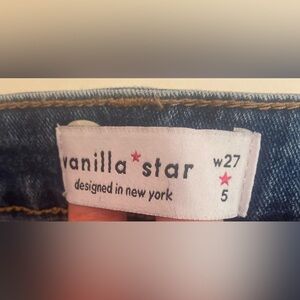 vanilla★star
designed in new york
w27
★
5